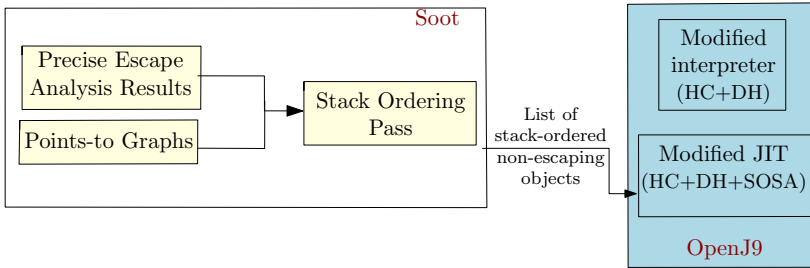 Soot
Precise Escape
Analysis Results
Points-to Graphs
Stack Ordering
Pass
List of
stack-ordered
non-escaping
objects
Modified
interpreter
(HC+DH)
Modified JIT
(HC+DH+SOSA)
OpenJ9